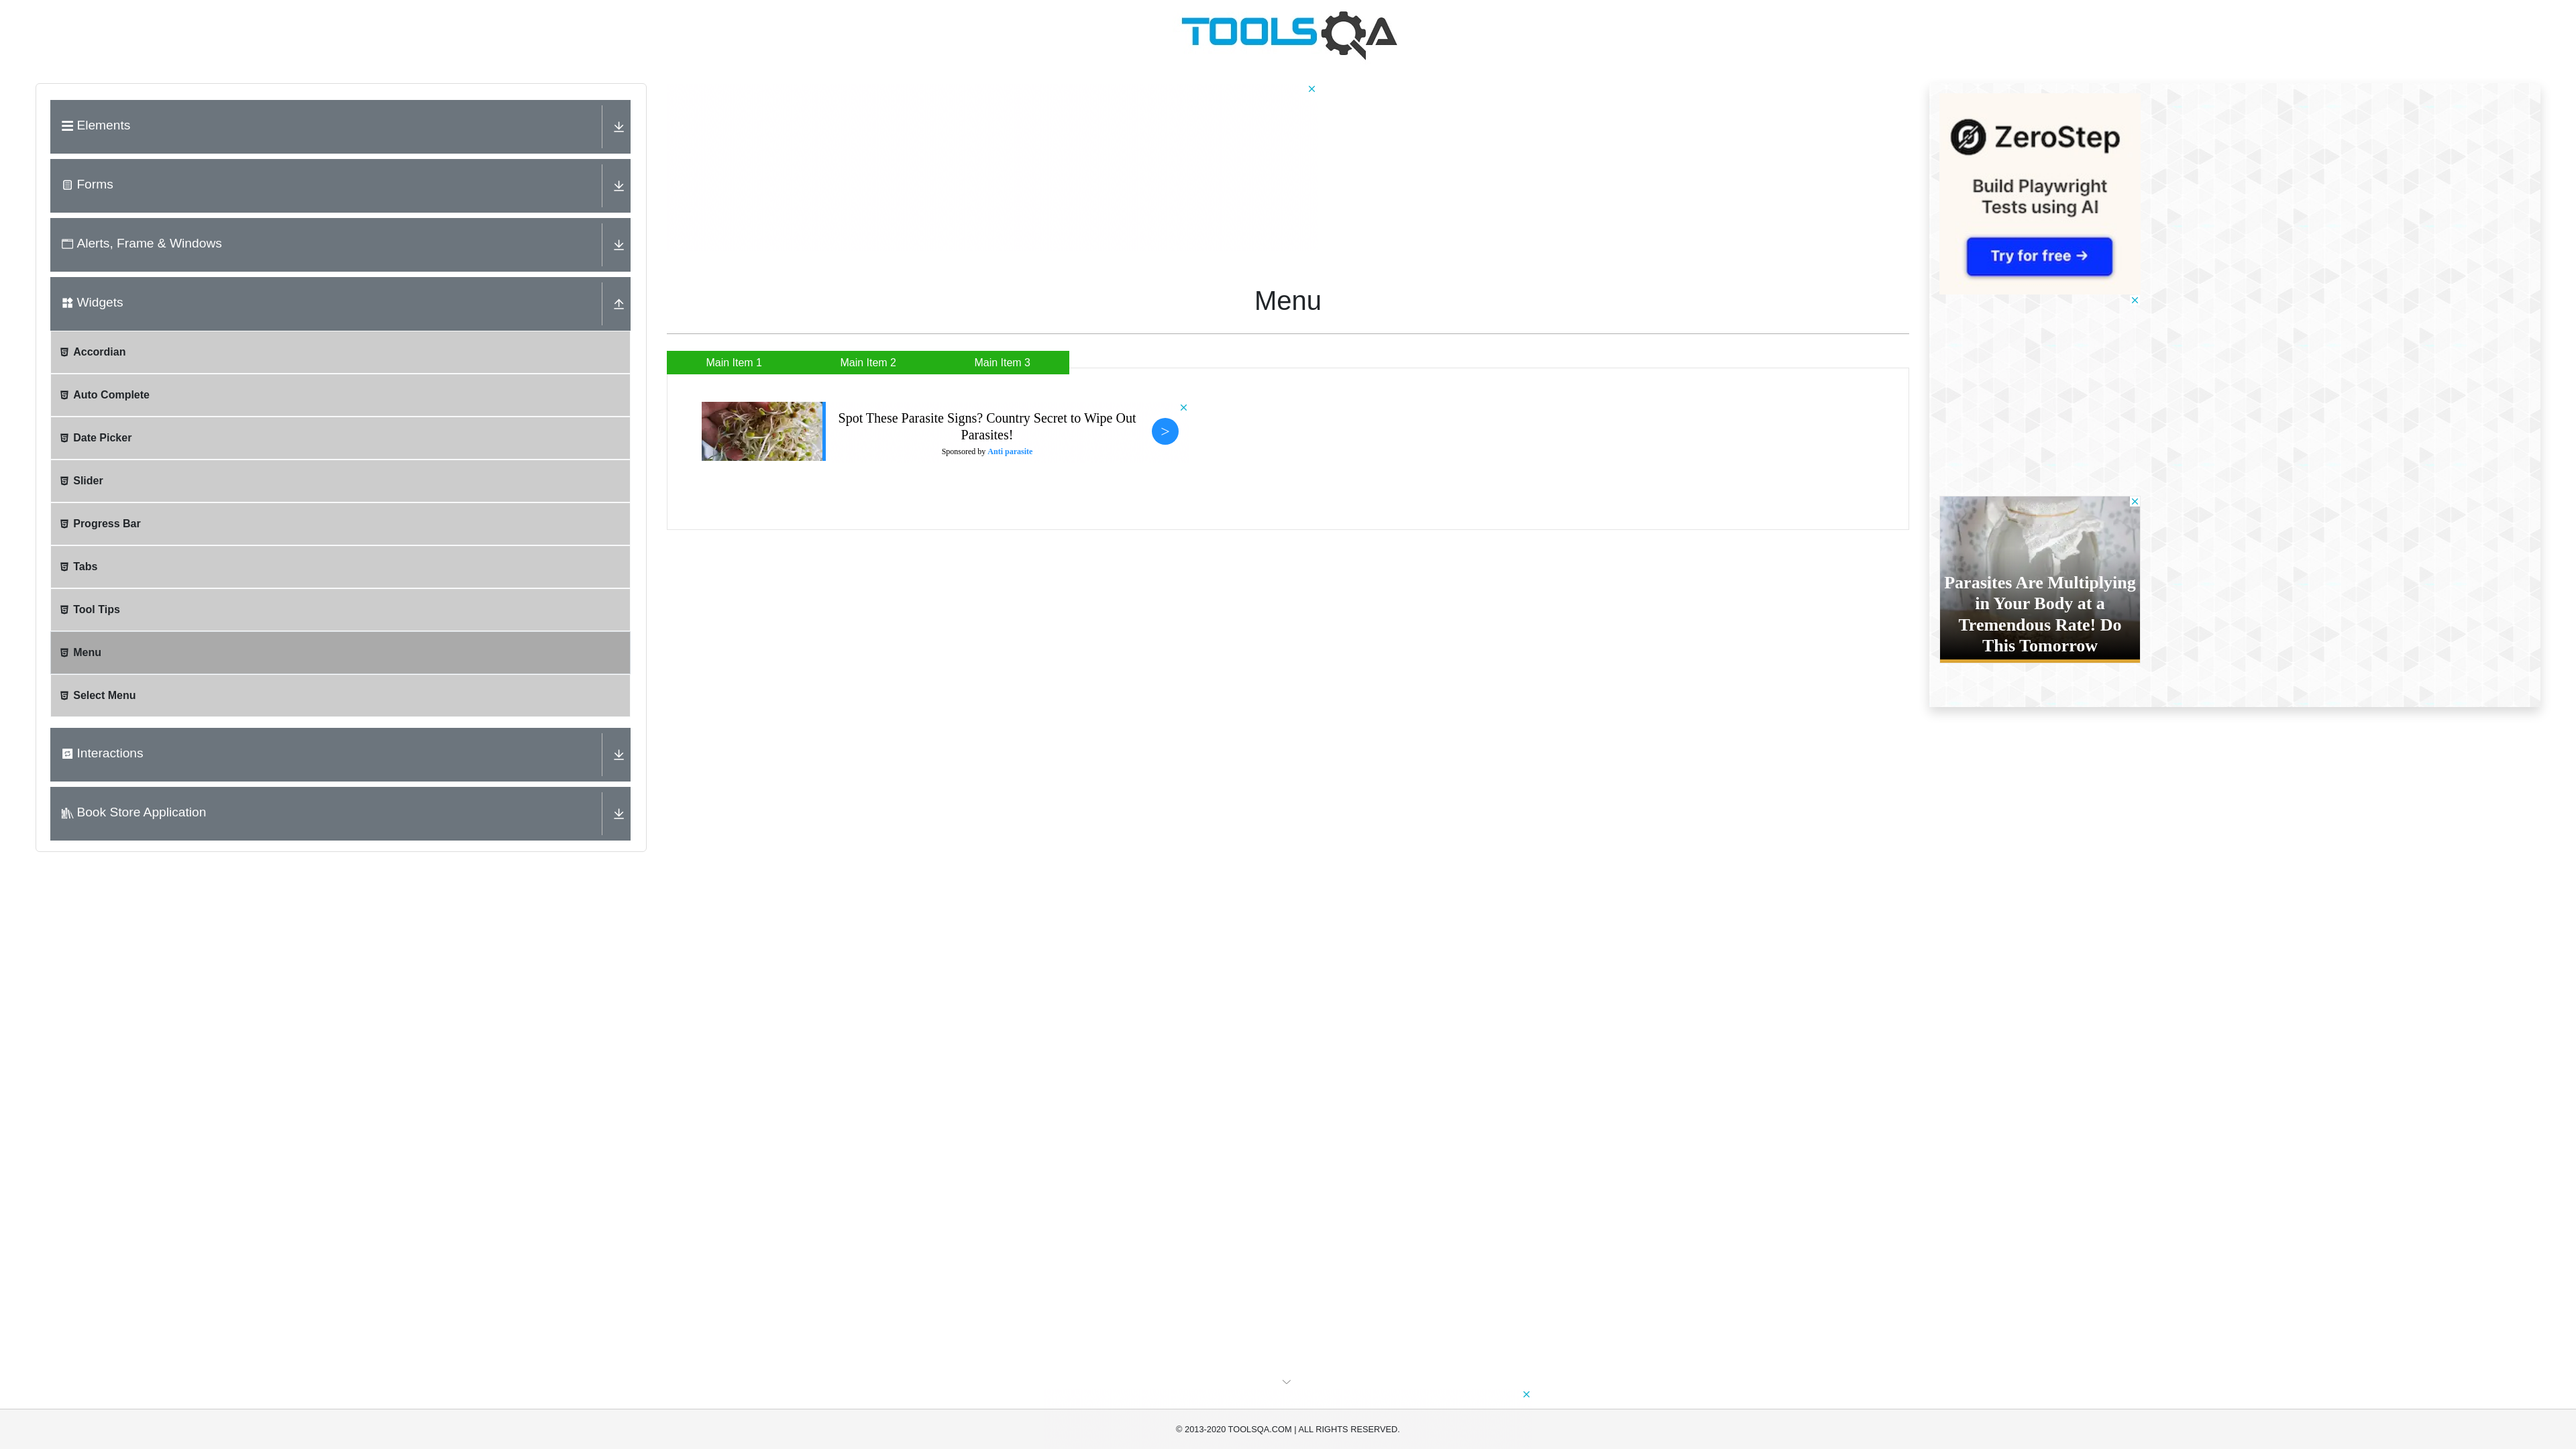 TOOLSQA
Elements
Forms
Alerts, Frame & Windows
Widgets
Accordian
Auto Complete
Date Picker
Slider
Progress Bar
Tabs
Tool Tips
Menu
Select Menu
Interactions
Book Store Application
Menu
Main Item 1
Main Item 2
Main Item 3
Spot These Parasite Signs? Country Secret to Wipe Out
Parasites!
Sponsored by Anti parasite
>
ZeroStep
Build Playwright
Tests using AI
Try for free →
Parasites Are Multiplying
in Your Body at a
Tremendous Rate! Do
This Tomorrow
© 2013-2020 TOOLSQA.COM | ALL RIGHTS RESERVED.